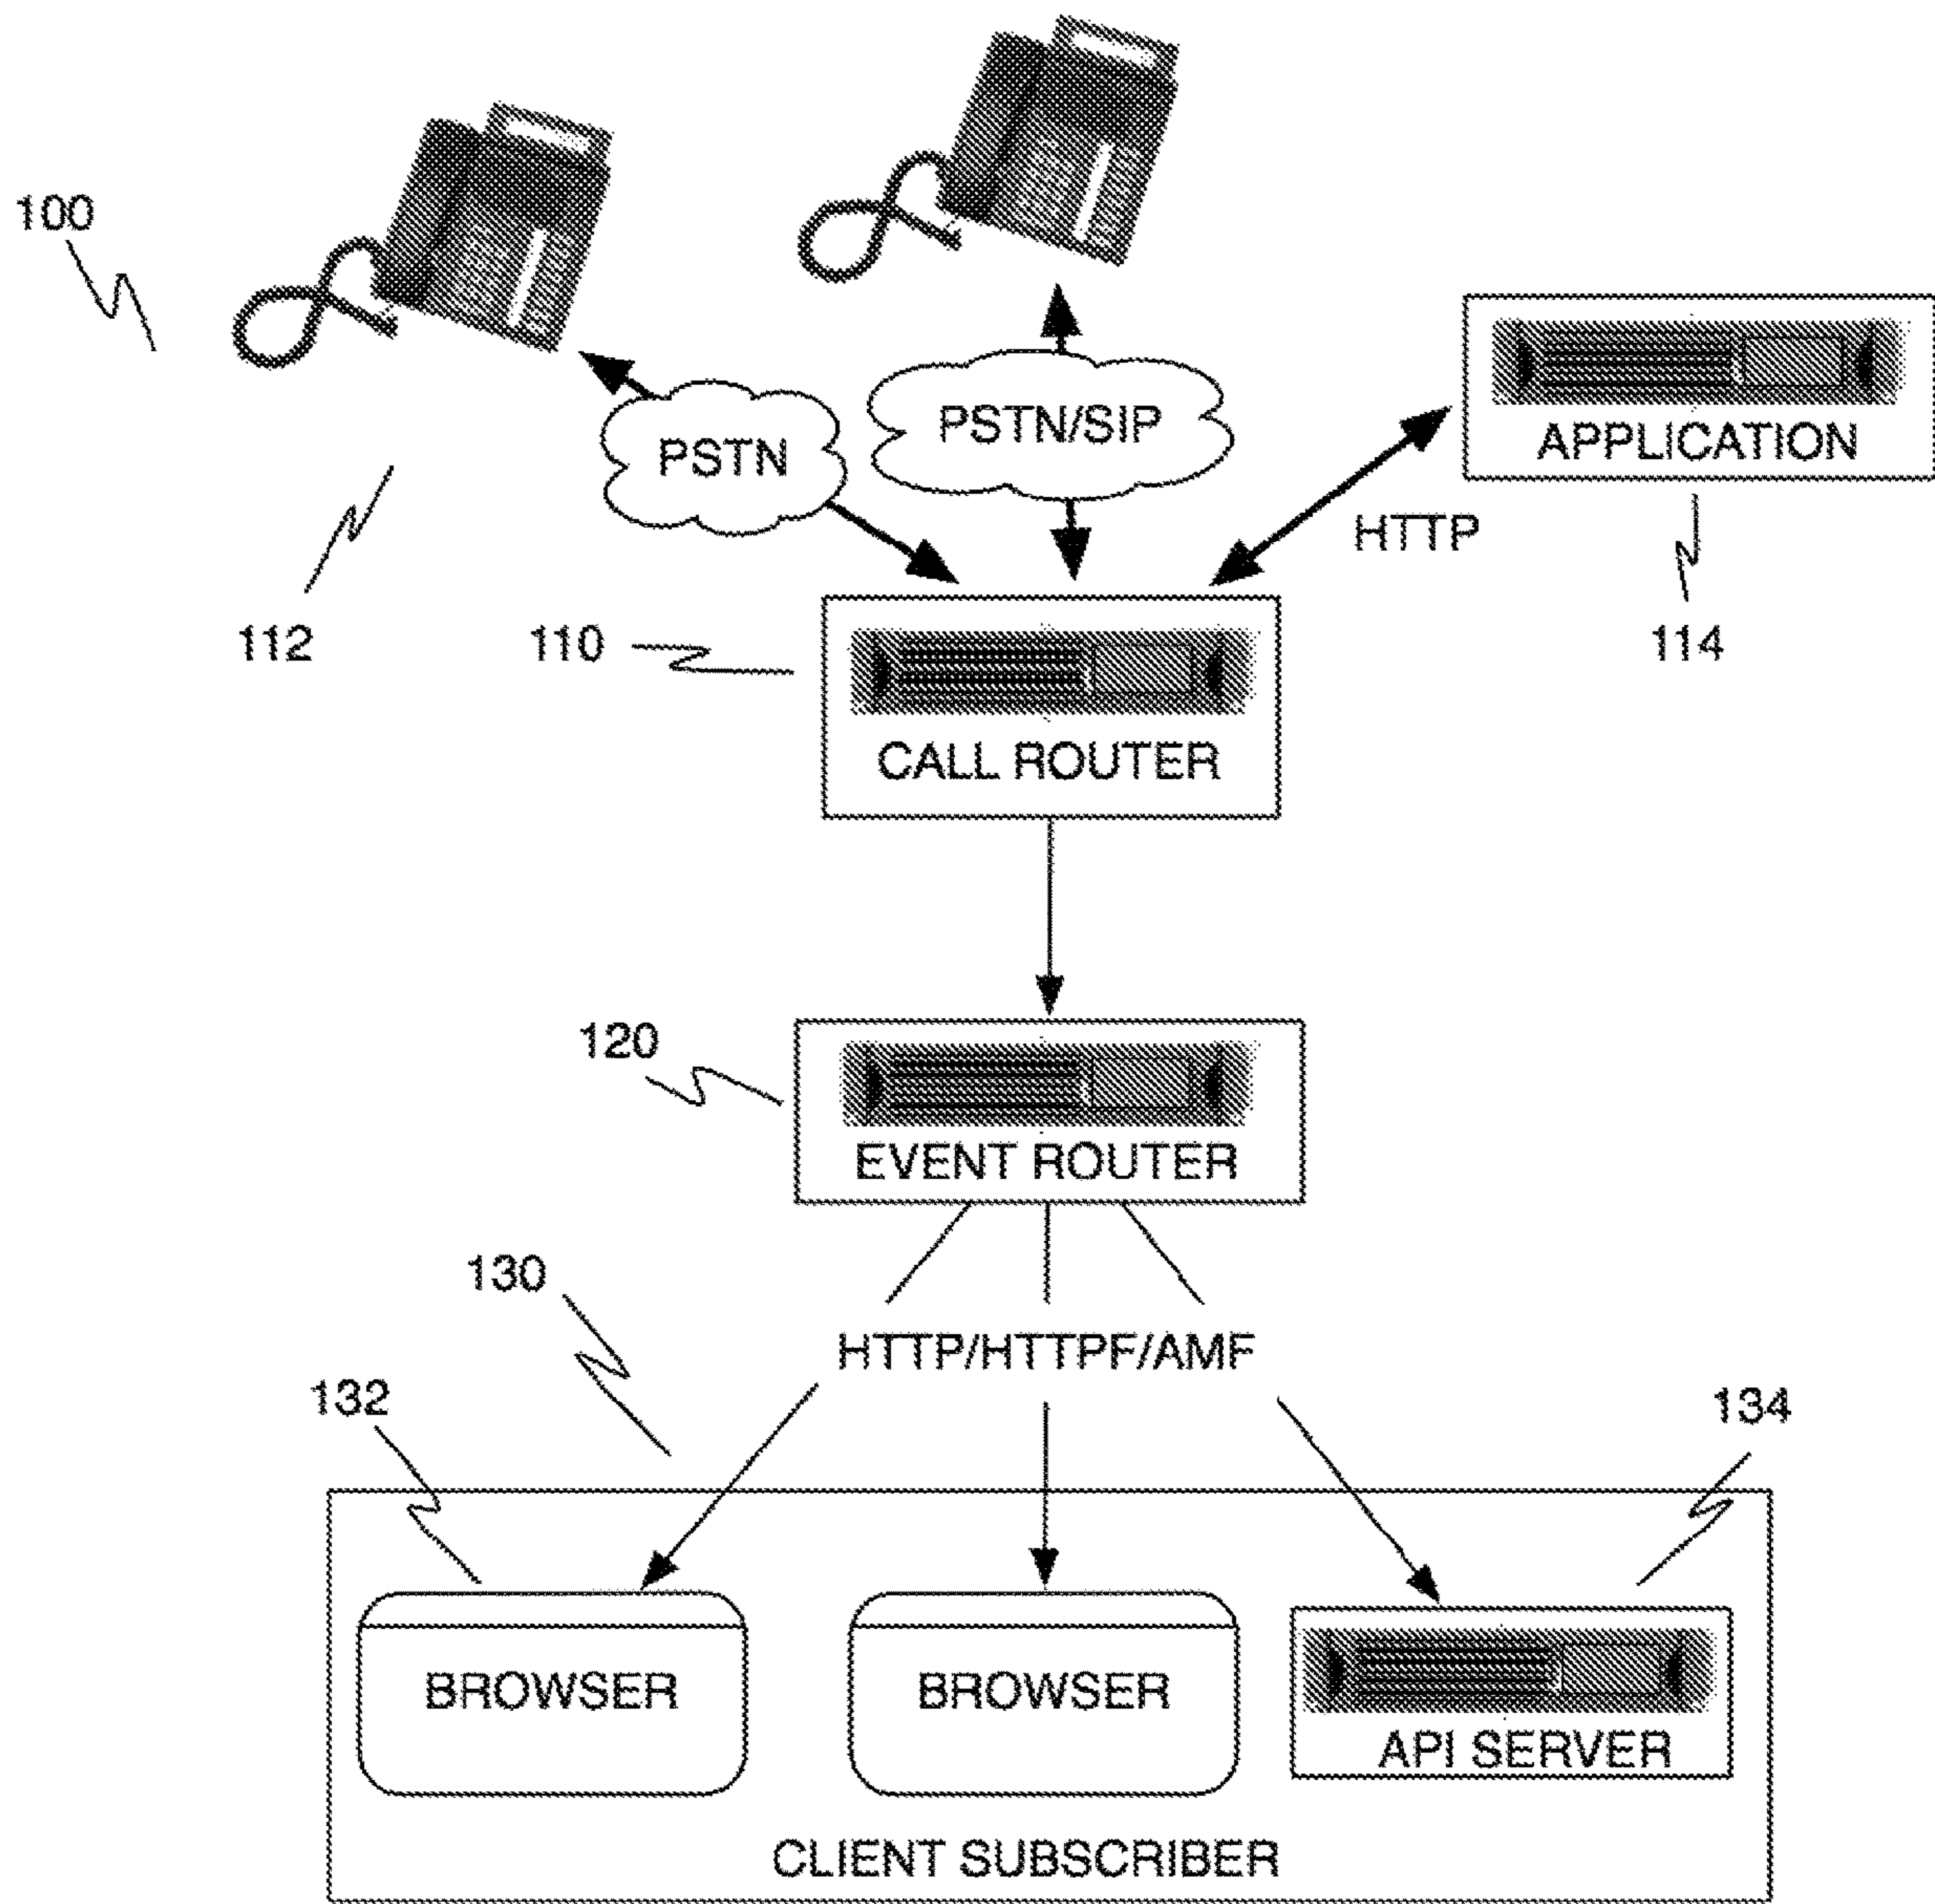 100
PSTN
PSTN/SIP
APPLICATION
HTTP
112
110
114
CALL ROUTER
120
EVENT ROUTER
130
HTTP/HTTPF/AMF
132
134
BROWSER
BROWSER
API SERVER
CLIENT SUBSCRIBER